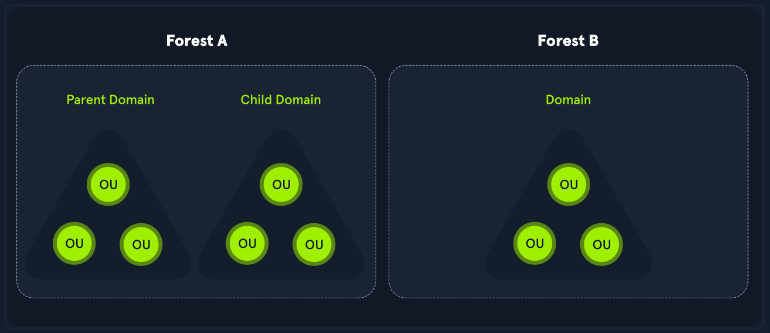 Forest A
Forest B
Parent Domain
Child Domain
Domain
OU
OU
OU
OU
OU
OU
OU
OU
OU